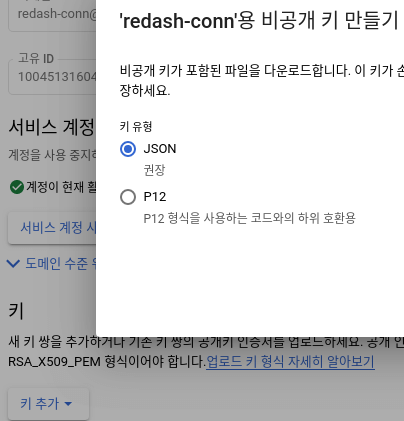 이메일
redash-conn@
고유 ID
10045131604
'redash-conn'용 비공개 키 만들기
비공개 키가 포함된 파일을 다운로드합니다. 이 키가 손
장하세요.
키 유형
JSON
권장
P12
P12 형식을 사용하는 코드와의 하위 호환용
서비스 계정
계정을 사용 중지하
계정이 현재 활
서비스 계정 사
도메인 수준 위
키
새 키 쌍을 추가하거나 기존 키 쌍의 공개키 인증서를 업로드하세요. 공개 인
RSA_X509_PEM 형식이어야 합니다.업로드 키 형식 자세히 알아보기
키 추가